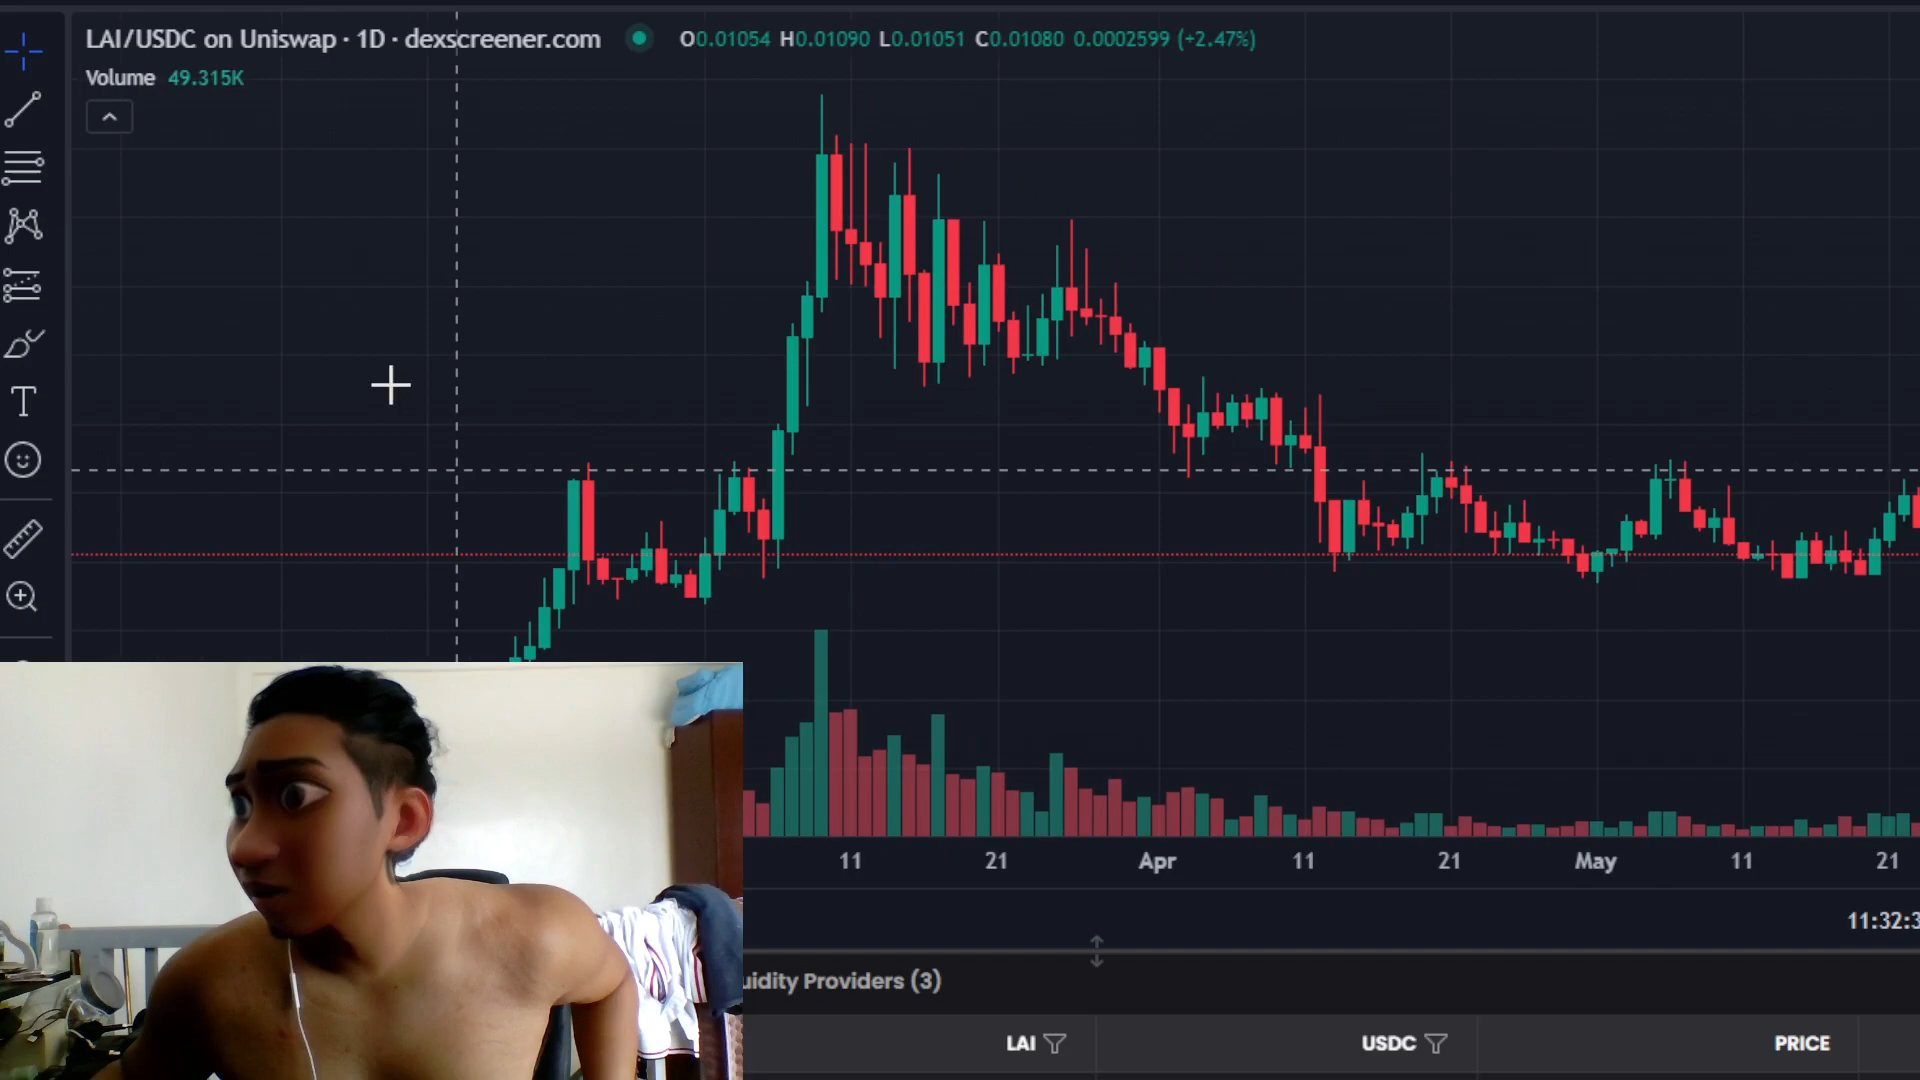 LAI/USDC on Uniswap · 1D · dexscreener.com O0.01054 H0.01090 L0.01051 C0.01080 0.0002599 (+2.47%)
Volume 49.315K
11 21 Apr 11 21 May 11 21
11:32:3
uidity Providers (3)
LAI USDC PRICE